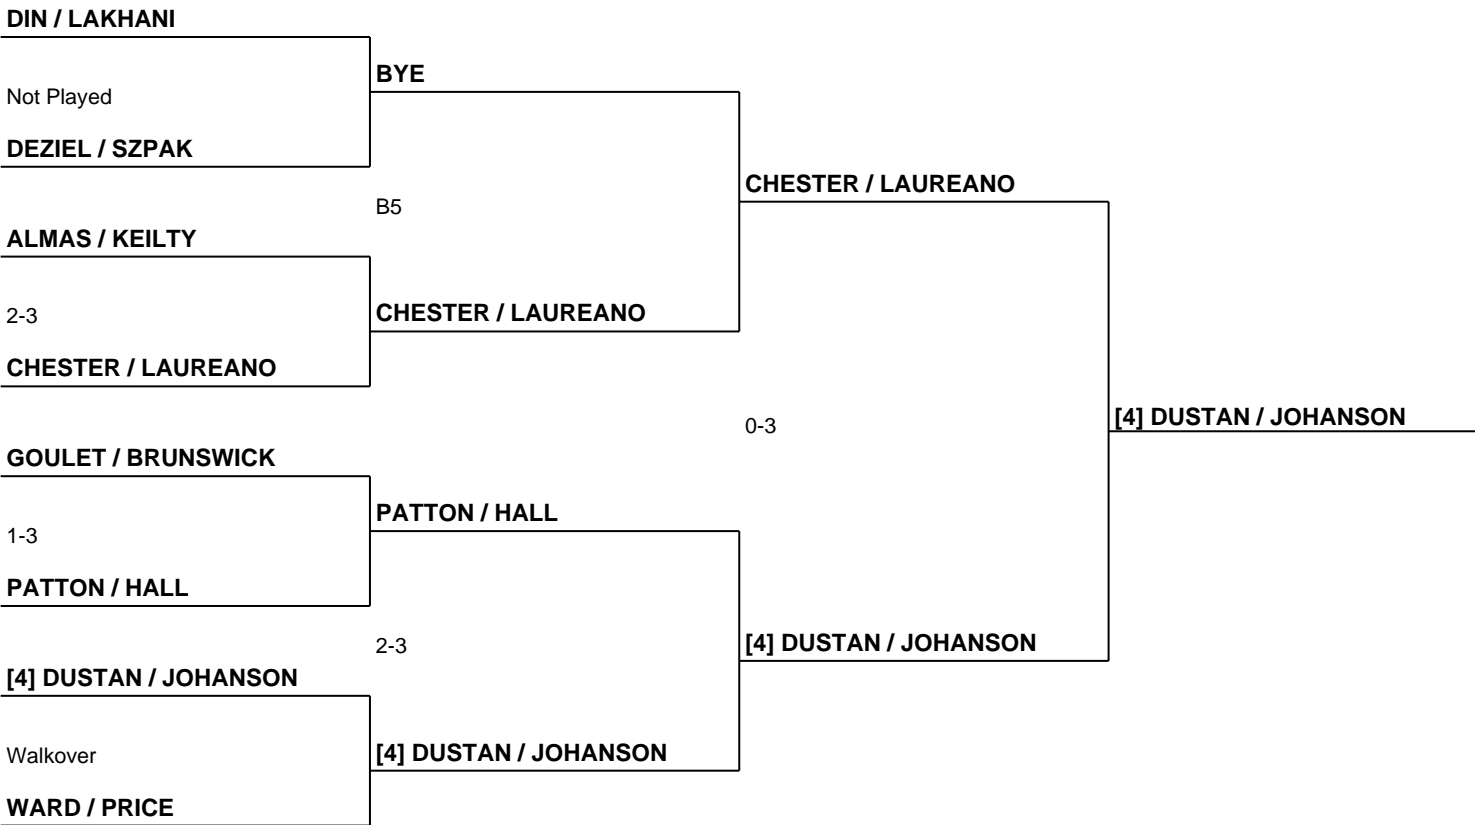 DIN / LAKHANI
Not Played
DEZIEL / SZPAK
ALMAS / KEILTY
2-3
CHESTER / LAUREANO
GOULET / BRUNSWICK
1-3
PATTON / HALL
[4] DUSTAN / JOHANSON
Walkover
WARD / PRICE
BYE
B5
CHESTER / LAUREANO
PATTON / HALL
2-3
[4] DUSTAN / JOHANSON
CHESTER / LAUREANO
0-3
[4] DUSTAN / JOHANSON
[4] DUSTAN / JOHANSON